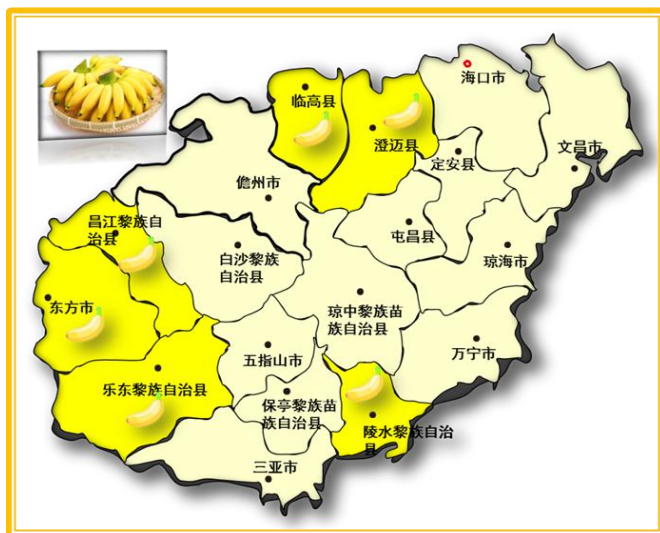 海口市
临高县
文昌市
澄迈县
定安县
儋州市
昌江黎族自
治县
屯昌县
白沙黎族
自治县
琼海市
东方市
琼中黎族苗
族自治县
五指山市
万宁市
乐东黎族自治县
保亭黎族苗
族自治县
陵水黎族自治
县
三亚市